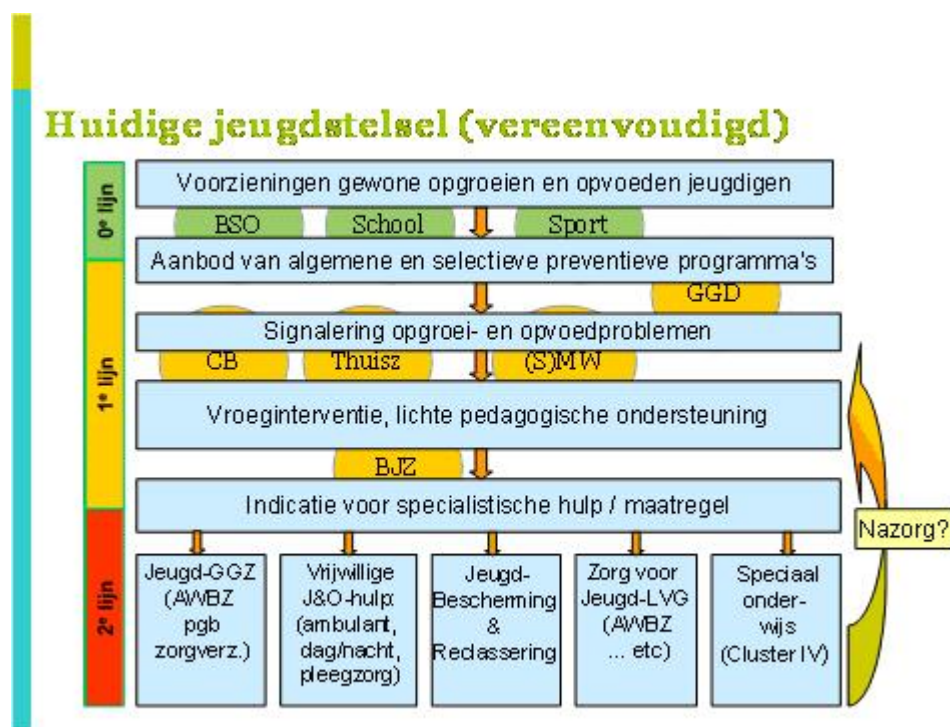 Huidige jeugdstelsel (vereenvoudigd)
0e lijn
Voorzieningen gewone opgroeien en opvoeden jeugdigen
BSO School Sport
Aanbod van algemene en selectieve preventieve programma's
GGD
1e lijn
Signalering opgroei- en opvoedproblemen
CB Thuisz (S)MW
Vroeginterventie, lichte pedagogische ondersteuning
BJZ
Indicatie voor specialistische hulp / maatregel
Nazorg?
2e lijn
Jeugd-GGZ
(AWBZ
pgb
zorgverz.)
Vrijwillige
J&O-hulp:
(ambulant,
dag/nacht,
pleegzorg)
Jeugd-
Bescherming
&
Reclassering
Zorg voor
Jeugd-LVG
(AWBZ
... etc)
Speciaal
onder-
wijs
(Cluster IV)